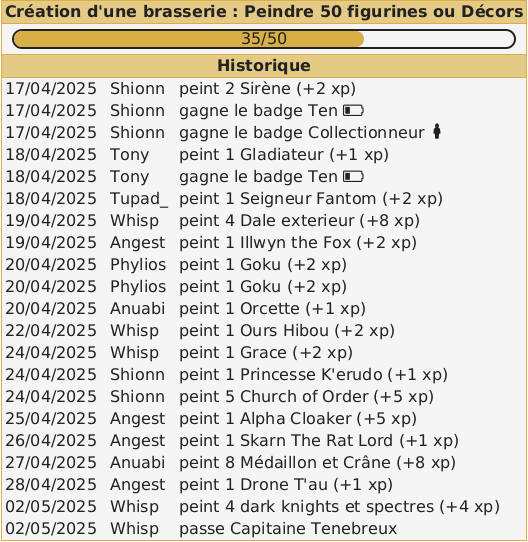 Création d'une brasserie : Peindre 50 figurines ou Décors
35/50
Historique
17/04/2025 Shionn peint 2 Sirène (+2 xp)
17/04/2025 Shionn gagne le badge Ten
17/04/2025 Shionn gagne le badge Collectionneur
18/04/2025 Tony peint 1 Gladiateur (+1 xp)
18/04/2025 Tony gagne le badge Ten
18/04/2025 Tupad_ peint 1 Seigneur Fantom (+2 xp)
19/04/2025 Whisp peint 4 Dale exterieur (+8 xp)
19/04/2025 Angest peint 1 Illwyn the Fox (+2 xp)
20/04/2025 Phylios peint 1 Goku (+2 xp)
20/04/2025 Phylios peint 1 Goku (+2 xp)
20/04/2025 Anuabi peint 1 Orcette (+1 xp)
22/04/2025 Whisp peint 1 Ours Hibou (+2 xp)
24/04/2025 Whisp peint 1 Grace (+2 xp)
24/04/2025 Shionn peint 1 Princesse K'erudo (+1 xp)
24/04/2025 Shionn peint 5 Church of Order (+5 xp)
25/04/2025 Angest peint 1 Alpha Cloaker (+5 xp)
26/04/2025 Angest peint 1 Skarn The Rat Lord (+1 xp)
27/04/2025 Anuabi peint 8 Médaillon et Crâne (+8 xp)
28/04/2025 Angest peint 1 Drone T'au (+1 xp)
02/05/2025 Whisp peint 4 dark knights et spectres (+4 xp)
02/05/2025 Whisp passe Capitaine Tenebreux